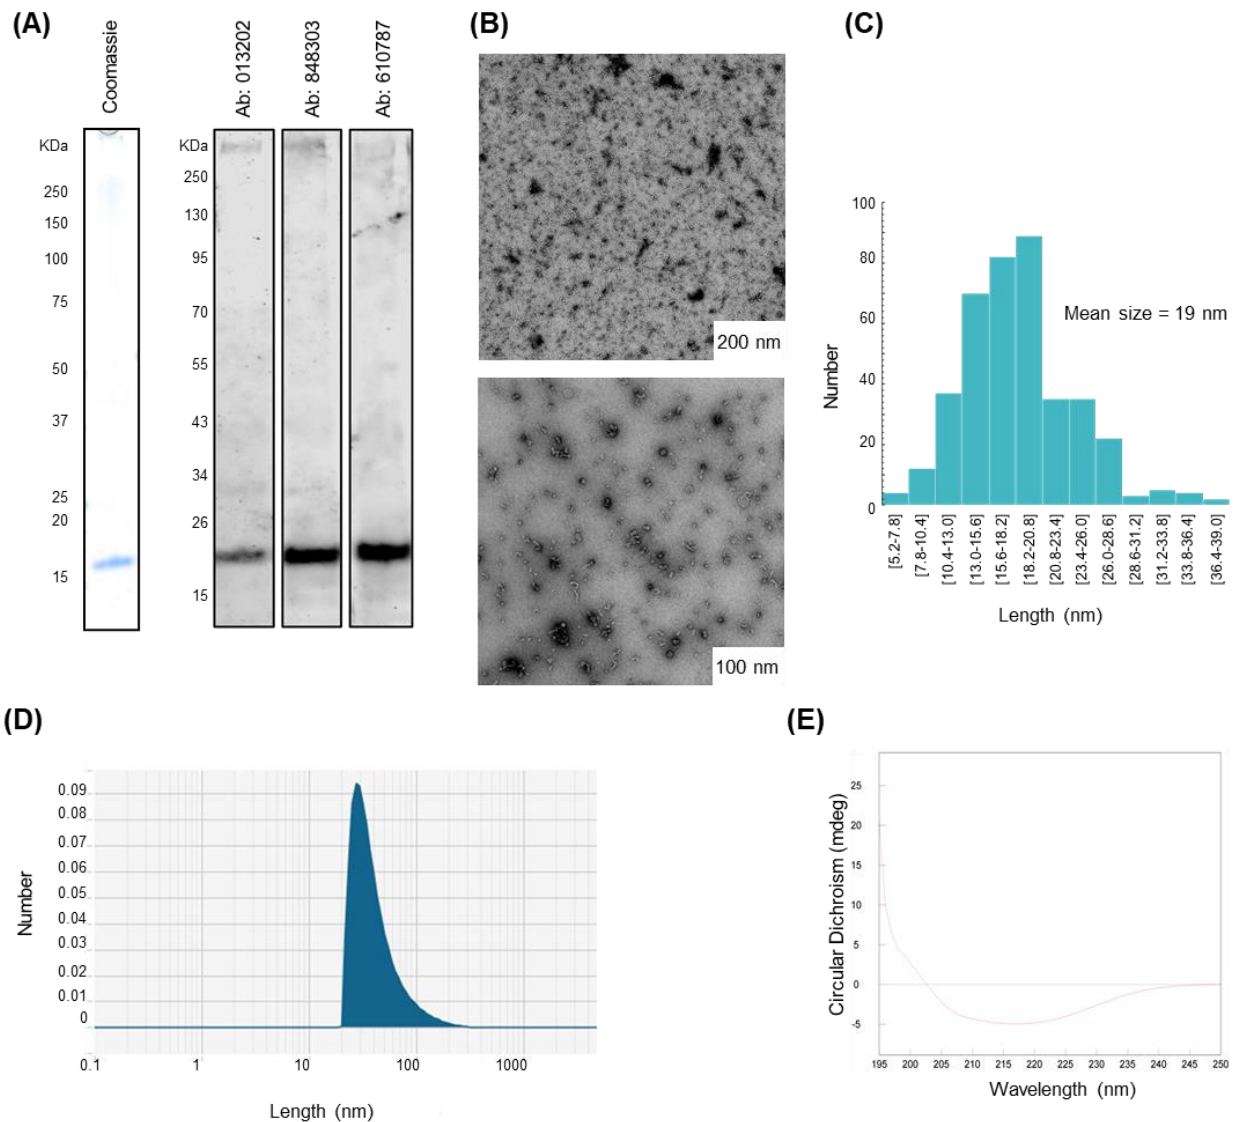 (A)
Coomassie
Ab: 013202
Ab: 848303
Ab: 610787
KDa
250
150
100
75
50
37
25
20
15
KDa
250
130
95
70
55
43
34
26
15
(B)
200 nm
100 nm
(C)
100
80
60
40
20
0
Number
Mean size = 19 nm
[5.2-7.8]
[7.8-10.4]
[10.4-13.0]
[13.0-15.6]
[15.6-18.2]
[18.2-20.8]
[20.8-23.4]
[23.4-26.0]
[26.0-28.6]
[28.6-31.2]
[31.2-33.8]
[33.8-36.4]
[36.4-39.0]
Length (nm)
(D)
0.09
0.08
0.07
0.06
0.05
0.04
0.03
0.02
0.01
0
Number
0.1 1 10 100 1000
Length (nm)
(E)
25
20
15
10
5
0
-5
Circular Dichroism (mdeg)
195 200 205 210 215 220 225 230 235 240 245 250
Wavelength (nm)